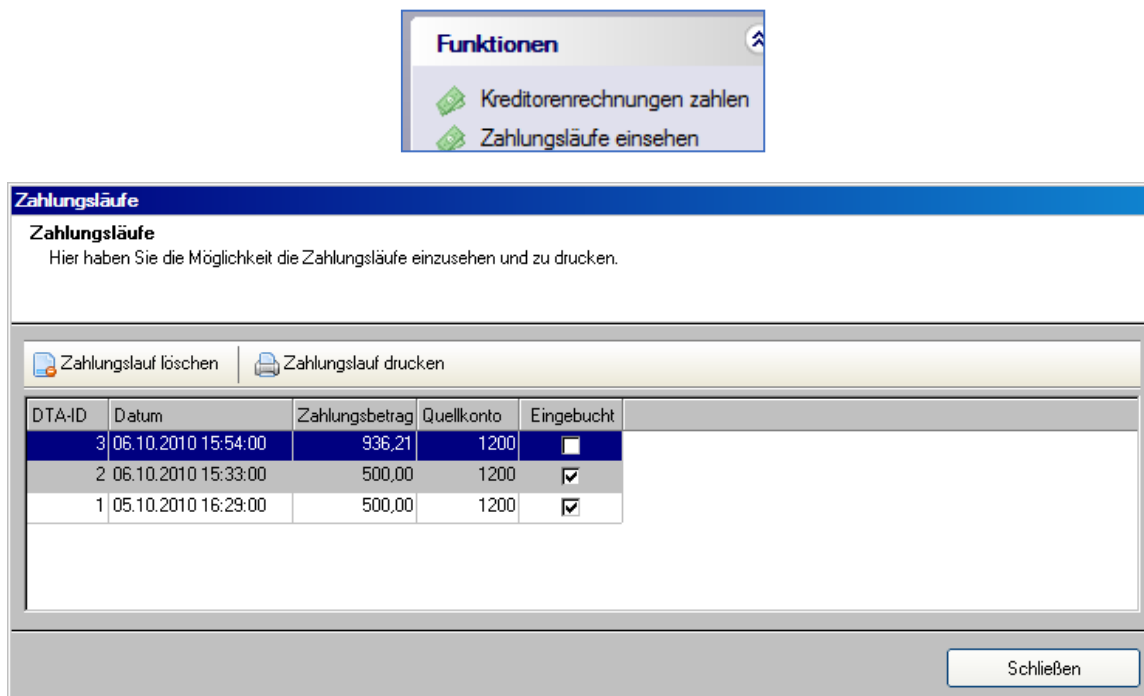 Funktionen
Kreditorenrechnungen zahlen
Zahlungsläufe einsehen
Zahlungsläufe
Zahlungsläufe
Hier haben Sie die Möglichkeit die Zahlungsläufe einzusehen und zu drucken.
Zahlungslauf löschen Zahlungslauf drucken
DTA-ID Datum Zahlungsbetrag Quellkonto Eingebucht
3 06.10.2010 15:54:00 936,21 1200
2 06.10.2010 15:33:00 500,00 1200
1 05.10.2010 16:29:00 500,00 1200
Schließen